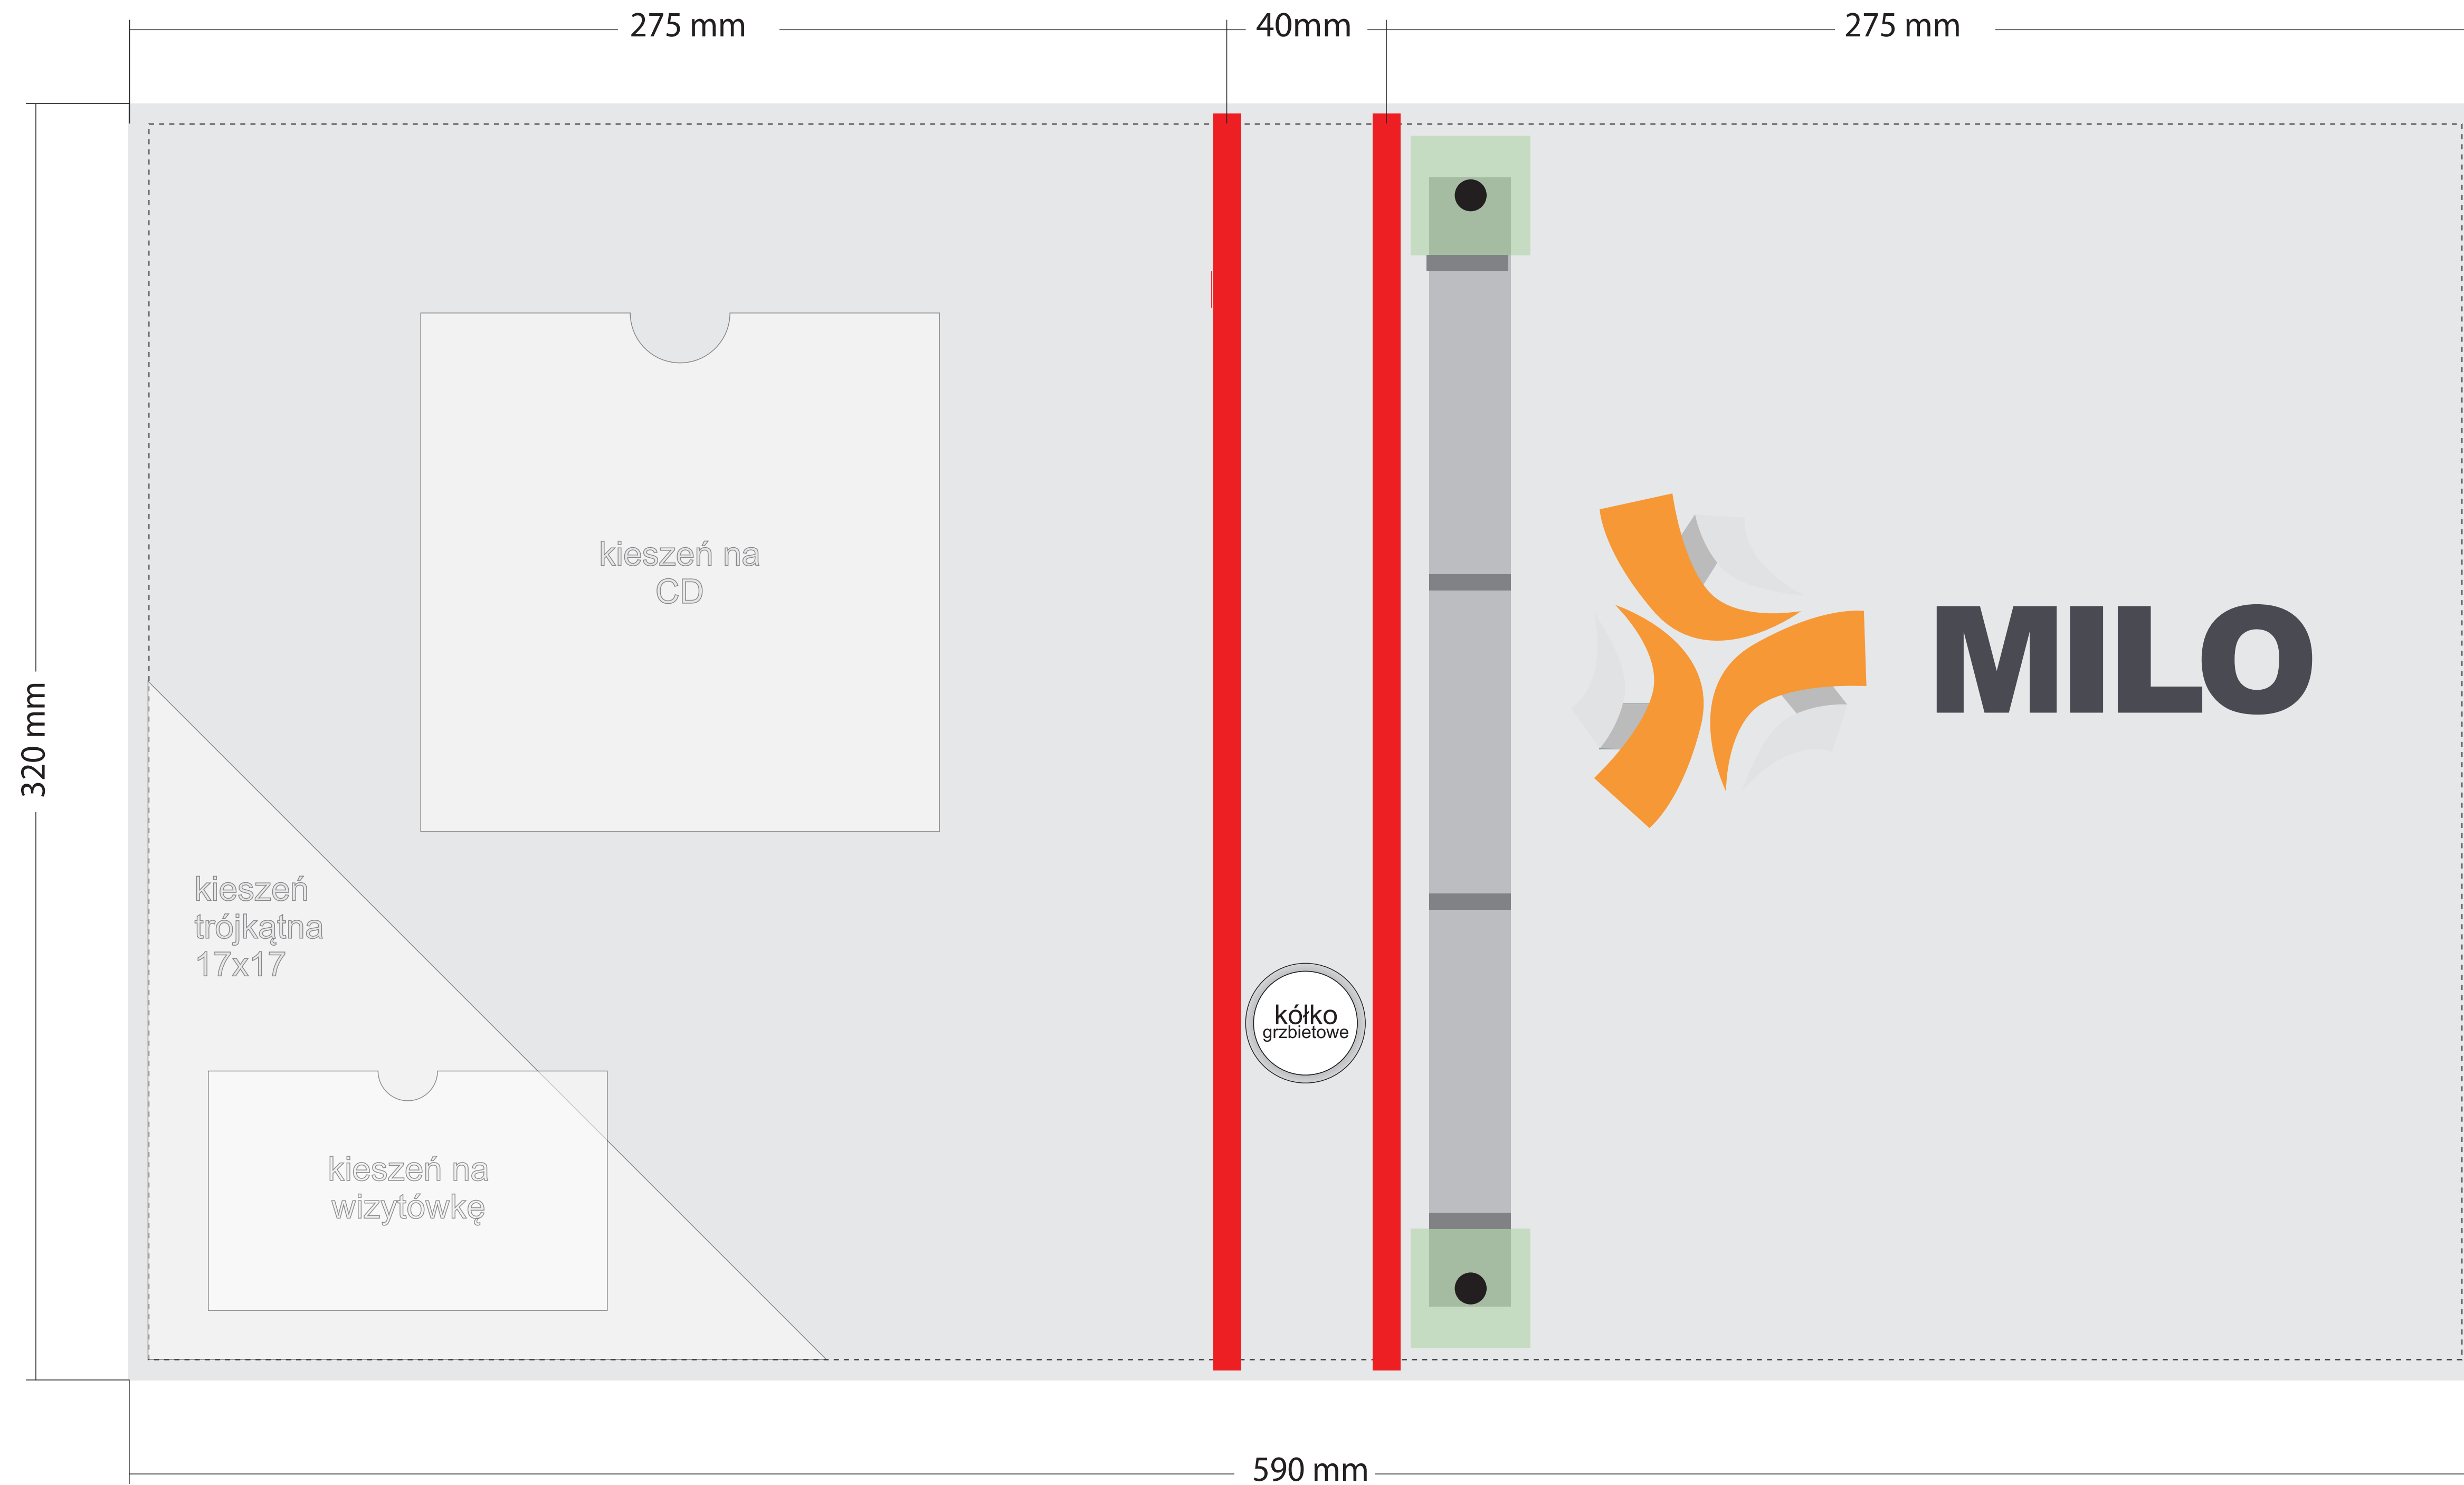 275 mm
40mm
275 mm
320 mm
kieszeń na
CD
MILO
kieszeń
trójkątna
17x17
kółko
grzbietowe
kieszeń na
wizytówkę
590 mm